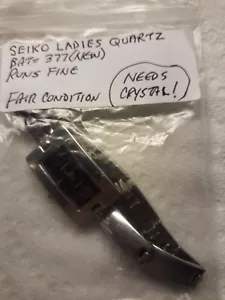 SEIKO LADIES QUARTZ
BAT= 377(NEW)
RUNS FINE
FAIR CONDITION
NEEDS
CRYSTAL!